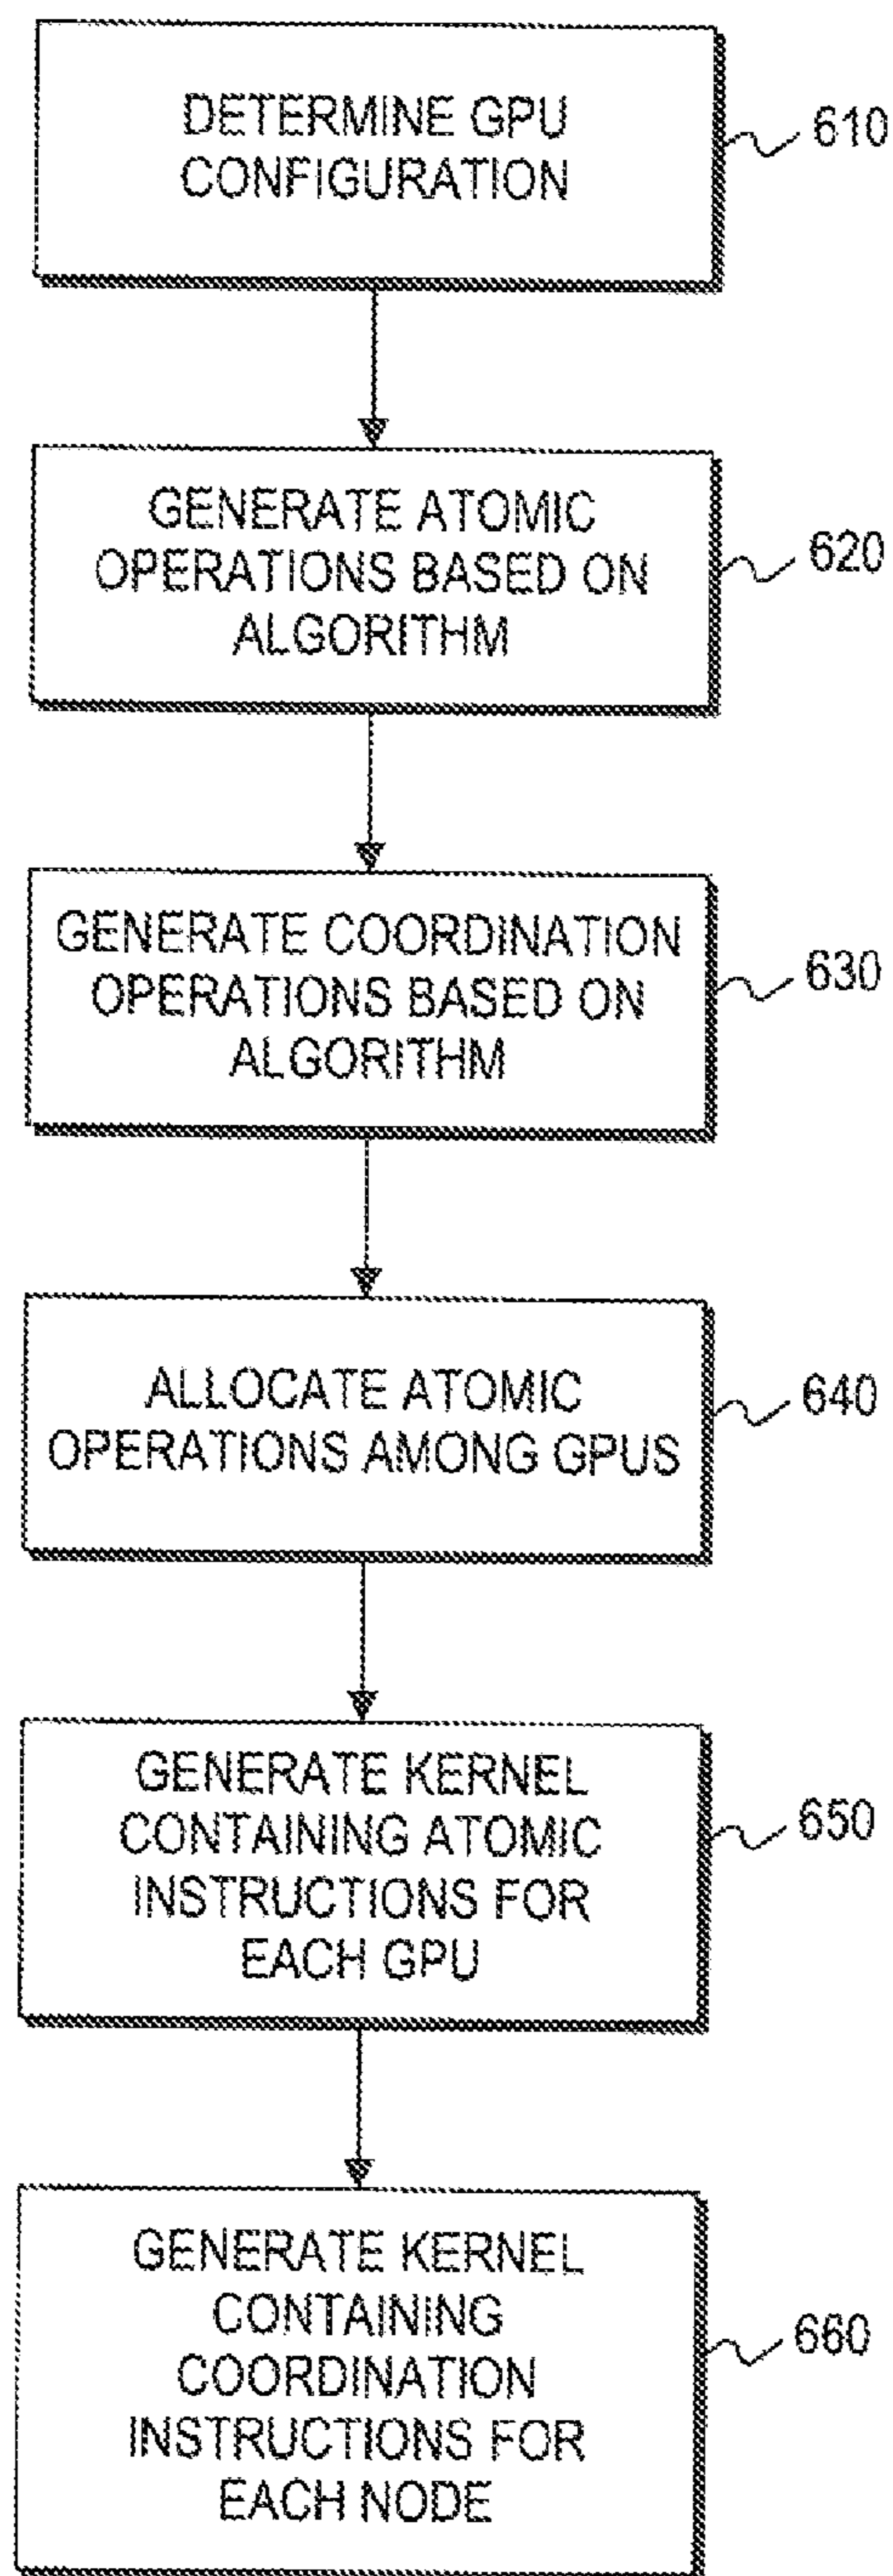 DETERMINE GPU
CONFIGURATION
610
GENERATE ATOMIC
OPERATIONS BASED ON
ALGORITHM
620
GENERATE COORDINATION
OPERATIONS BASED ON
ALGORITHM
630
ALLOCATE ATOMIC
OPERATIONS AMONG GPUS
640
GENERATE KERNEL
CONTAINING ATOMIC
INSTRUCTIONS FOR
EACH GPU
650
GENERATE KERNEL
CONTAINING
COORDINATION
INSTRUCTIONS FOR
EACH NODE
660